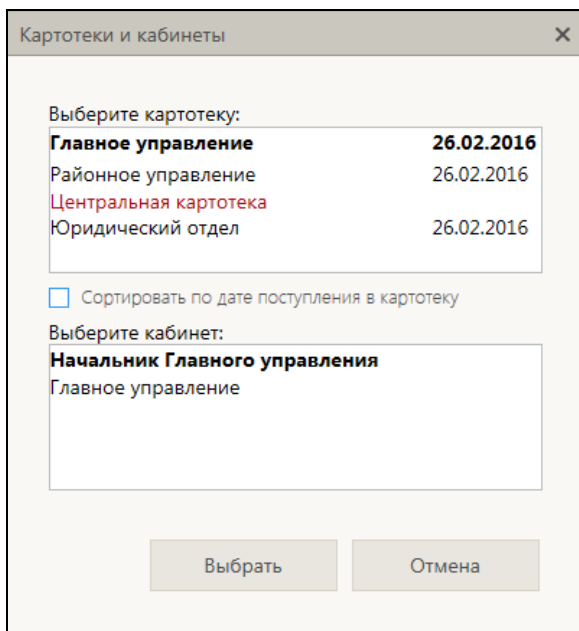 Картотеки и кабинеты
Выберите картотеку:
Главное управление 26.02.2016
Районное управление 26.02.2016
Центральная картотека
Юридический отдел 26.02.2016
Сортировать по дате поступления в картотеку
Выберите кабинет:
Начальник Главного управления
Главное управление
Выбрать Отмена